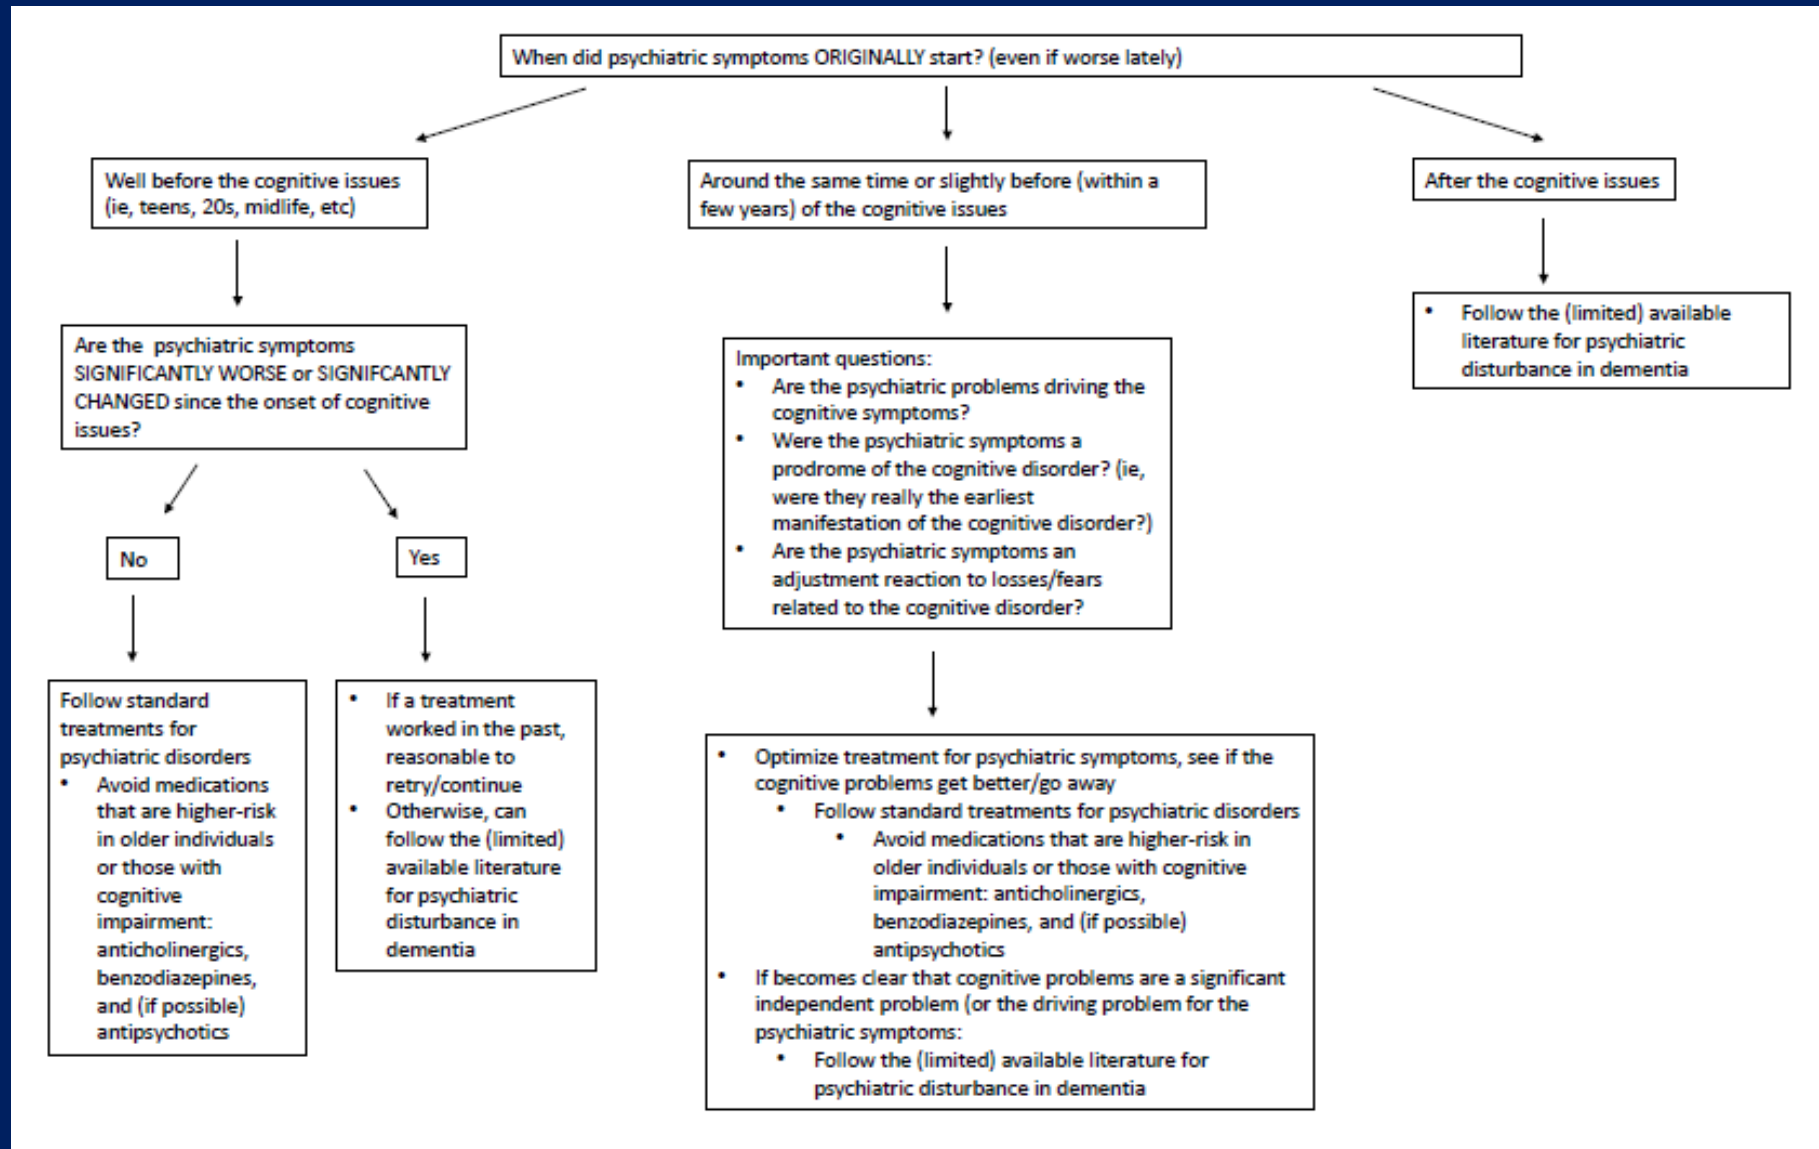 When did psychiatric symptoms ORIGINALLY start? (even if worse lately)
Well before the cognitive issues
(ie, teens, 20s, midlife, etc)
Around the same time or slightly before (within a
few years) of the cognitive issues
After the cognitive issues
Are the psychiatric symptoms
SIGNIFICANTLY WORSE or SIGNIFCANTLY
CHANGED since the onset of cognitive
issues?
Important questions:
• Are the psychiatric problems driving the
cognitive symptoms?
• Were the psychiatric symptoms a
prodrome of the cognitive disorder? (ie,
were they really the earliest
manifestation of the cognitive disorder?)
• Are the psychiatric symptoms an
adjustment reaction to losses/fears
related to the cognitive disorder?
• Follow the (limited) available
literature for psychiatric
disturbance in dementia
No
Yes
Follow standard
treatments for
psychiatric disorders
• Avoid medications
that are higher-risk
in older individuals
or those with
cognitive
impairment:
anticholinergics,
benzodiazepines,
and (if possible)
antipsychotics
• If a treatment
worked in the past,
reasonable to
retry/continue
• Otherwise, can
follow the (limited)
available literature
for psychiatric
disturbance in
dementia
• Optimize treatment for psychiatric symptoms, see if the
cognitive problems get better/go away
• Follow standard treatments for psychiatric disorders
• Avoid medications that are higher-risk in
older individuals or those with cognitive
impairment: anticholinergics,
benzodiazepines, and (if possible)
antipsychotics
• If becomes clear that cognitive problems are a significant
independent problem (or the driving problem for the
psychiatric symptoms:
• Follow the (limited) available literature for
psychiatric disturbance in dementia